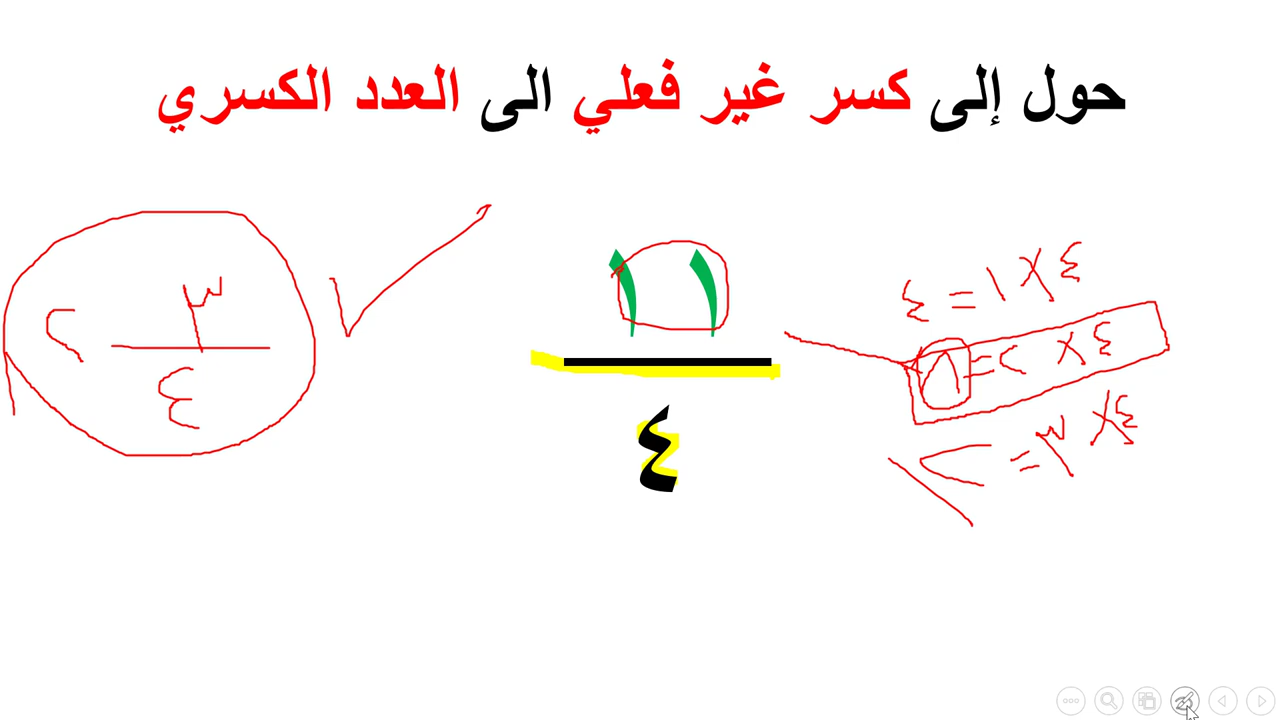 حول إلى كسر غير فعلي الى العدد الكسري
١١
٤
٤ × ١ = ٤
٤ × ٢ = ٨
٤ × ٣ = ١٢
٢ ٣
٤